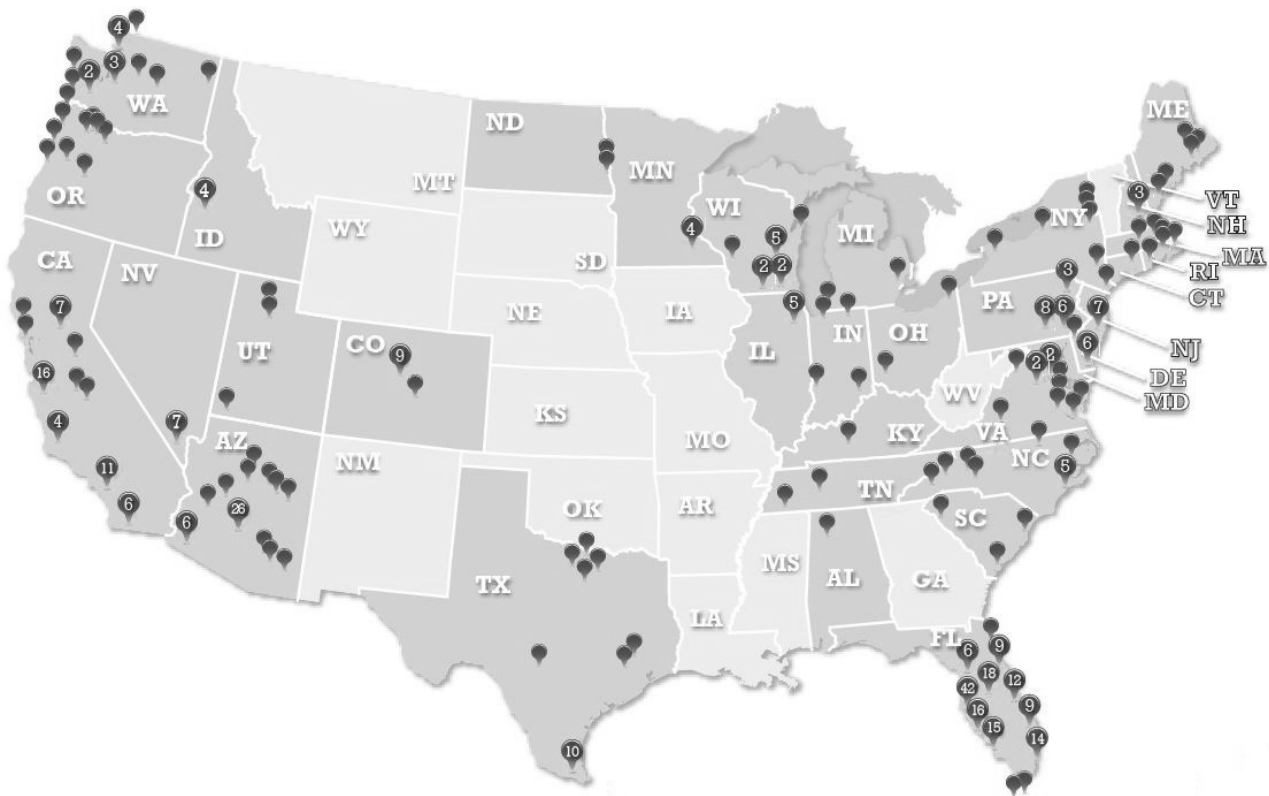 4
3
2
WA
ME
ND
MN
MT
OR
4
ID
WY
WI
4
5
2 2
MI
NY
3
VT
NH
MA
RI
CT
SD
CA
NV
7
NE
IA
5
IL
IN
OH
PA
3
8 6
7
NJ
6
2 2
DE
MD
UT
CO
9
16
4
KS
MO
WV
VA
KY
7
AZ
NM
11
6
26
6
OK
AR
TN
NC
5
SC
TX
MS
AL
GA
LA
FL
6
9
18
12
42
16
9
15
14
10